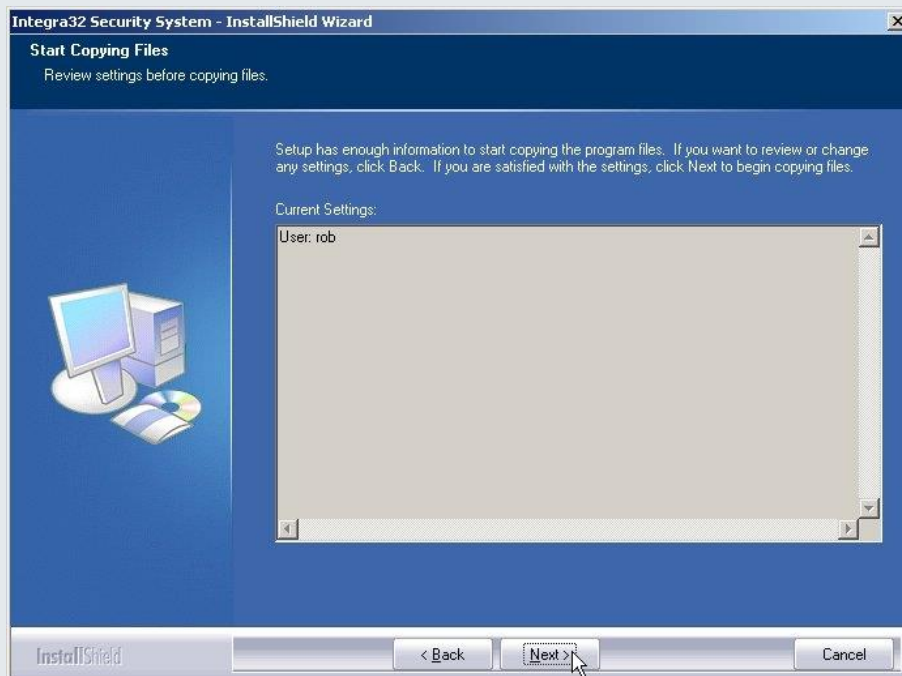 Integra32 Security System - InstallShield Wizard
Start Copying Files
Review settings before copying files.
Setup has enough information to start copying the program files. If you want to review or change
any settings, click Back. If you are satisfied with the settings, click Next to begin copying files.
Current Settings:
User: rob
InstallShield
< Back
Next >
Cancel